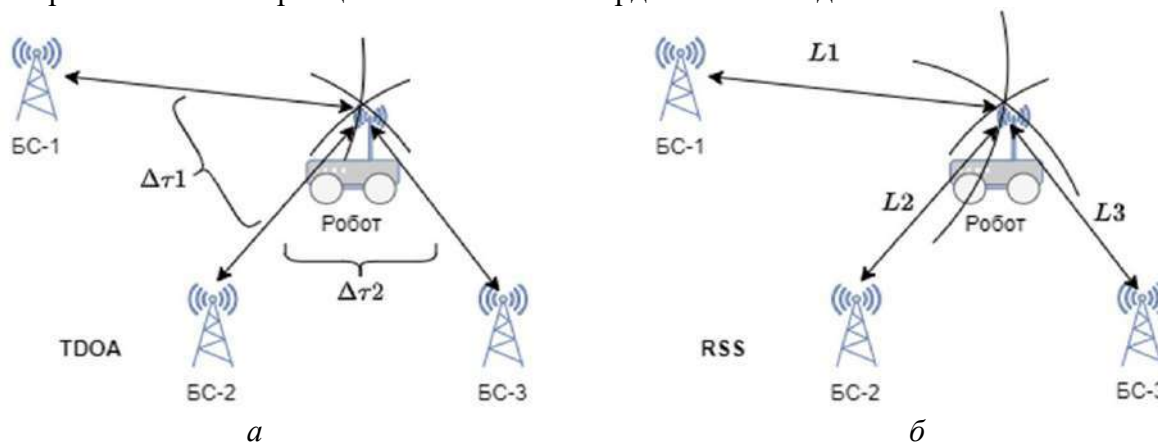 L1
БС-1
БС-1
Δτ1
L2
L3
Робот
Робот
Δτ2
TDOA
RSS
БС-2
БС-3
БС-2
БС-3
а
б